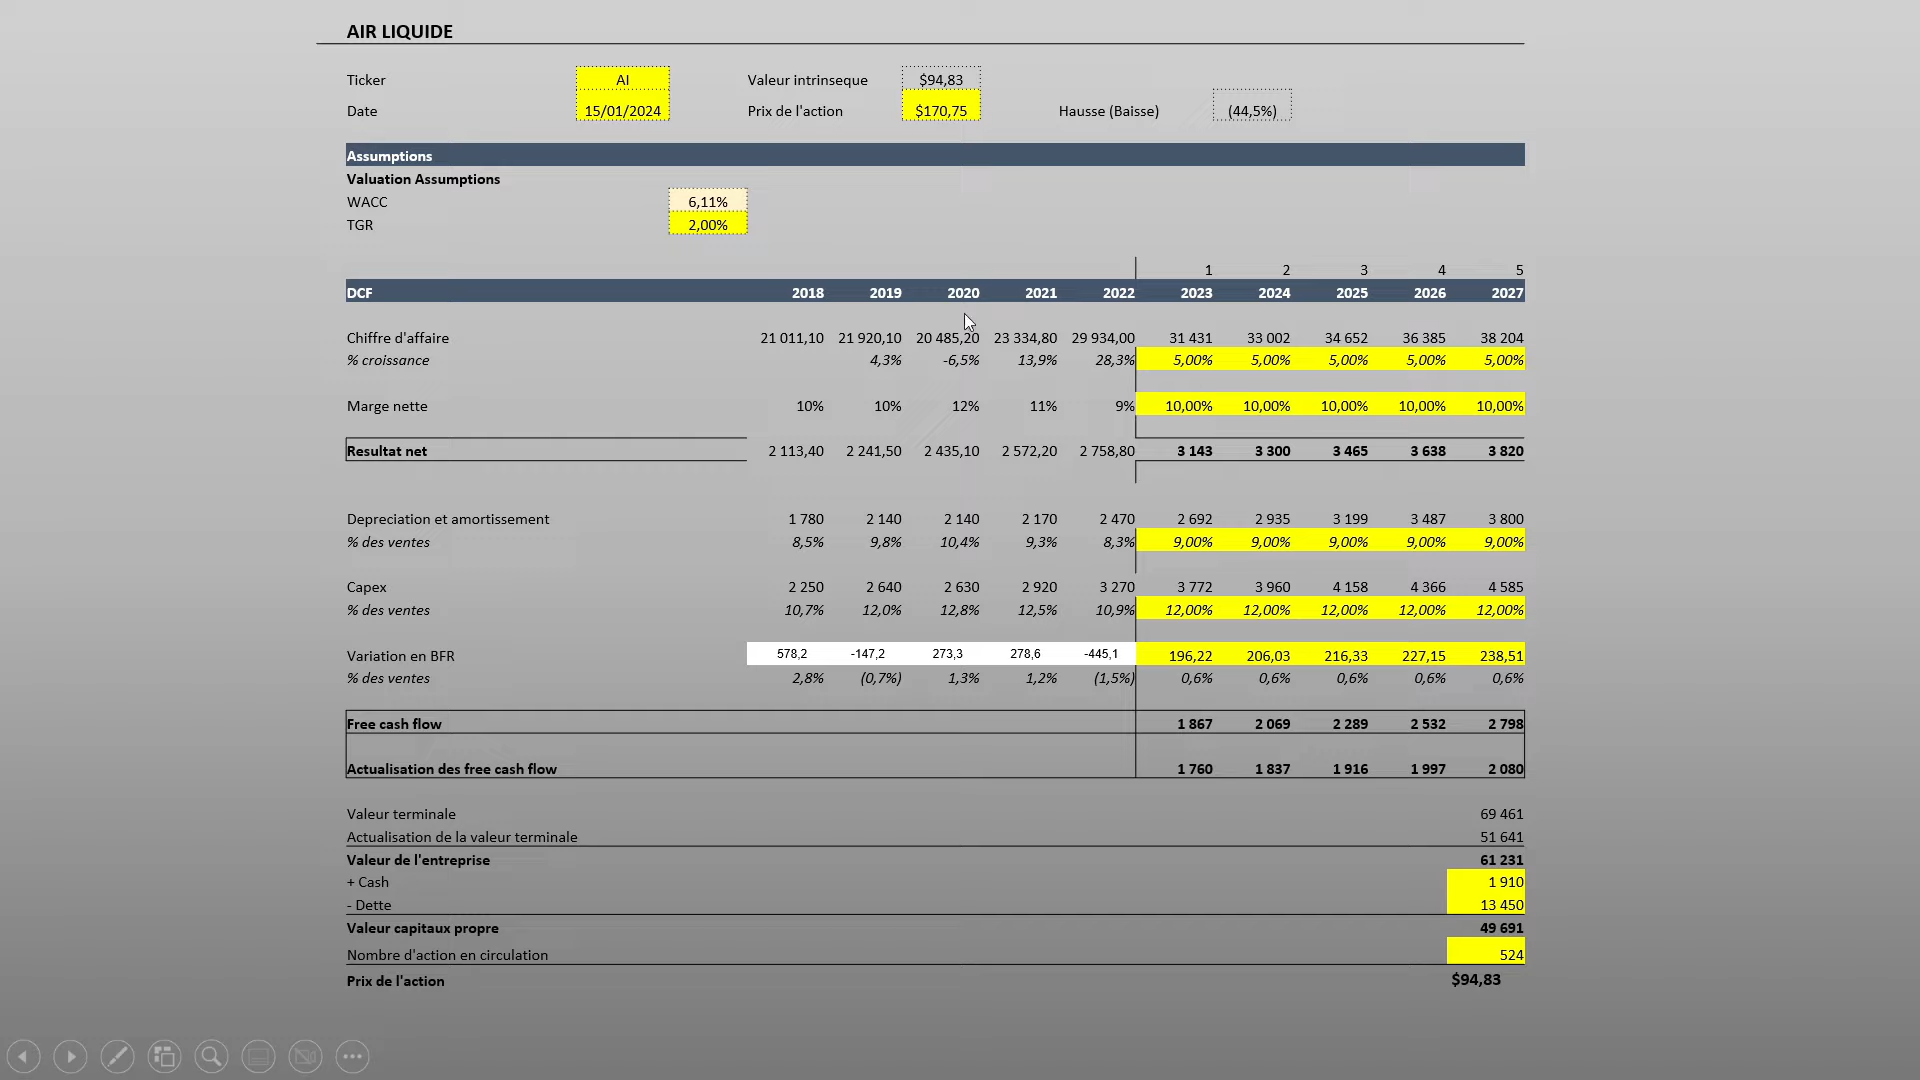 AIR LIQUIDE
Ticker AI Valeur intrinseque $94,83
Date 15/01/2024 Prix de l'action $170,75 Hausse (Baisse) (44,5%)
Assumptions
Valuation Assumptions
WACC 6,11%
TGR 2,00%
1 2 3 4 5
DCF 2018 2019 2020 2021 2022 2023 2024 2025 2026 2027
Chiffre d'affaire 21 011,10 21 920,10 20 485,20 23 334,80 29 934,00 31 431 33 002 34 652 36 385 38 204
% croissance 4,3% -6,5% 13,9% 28,3% 5,00% 5,00% 5,00% 5,00% 5,00%
Marge nette 10% 10% 12% 11% 9% 10,00% 10,00% 10,00% 10,00% 10,00%
Resultat net 2 113,40 2 241,50 2 435,10 2 572,20 2 758,80 3 143 3 300 3 465 3 638 3 820
Depreciation et amortissement 1 780 2 140 2 140 2 170 2 470 2 692 2 935 3 199 3 487 3 800
% des ventes 8,5% 9,8% 10,4% 9,3% 8,3% 9,00% 9,00% 9,00% 9,00% 9,00%
Capex 2 250 2 640 2 630 2 920 3 270 3 772 3 960 4 158 4 366 4 585
% des ventes 10,7% 12,0% 12,8% 12,5% 10,9% 12,00% 12,00% 12,00% 12,00% 12,00%
Variation en BFR 578,2 -147,2 273,3 278,6 -445,1 196,22 206,03 216,33 227,15 238,51
% des ventes 2,8% (0,7%) 1,3% 1,2% (1,5%) 0,6% 0,6% 0,6% 0,6% 0,6%
Free cash flow 1 867 2 069 2 289 2 532 2 798
Actualisation des free cash flow 1 760 1 837 1 916 1 997 2 080
Valeur terminale 69 461
Actualisation de la valeur terminale 51 641
Valeur de l'entreprise 61 231
+ Cash 1 910
- Dette 13 450
Valeur capitaux propre 49 691
Nombre d'action en circulation 524
Prix de l'action $94,83